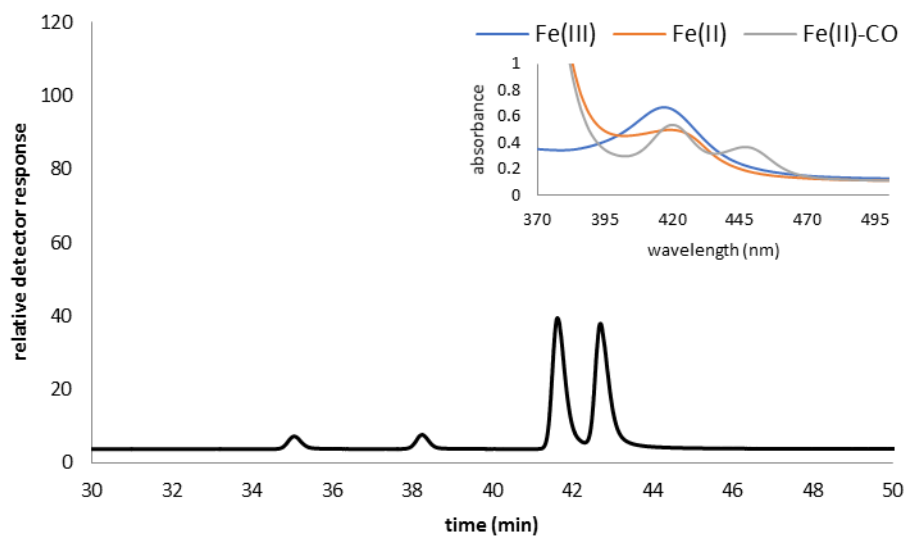 Fe(III) Fe(II) Fe(II)-CO
absorbance
1
0.8
0.6
0.4
0.2
0
370 395 420 445 470 495
wavelength (nm)
relative detector response
120
100
80
60
40
20
0
30 32 34 36 38 40 42 44 46 48 50
time (min)